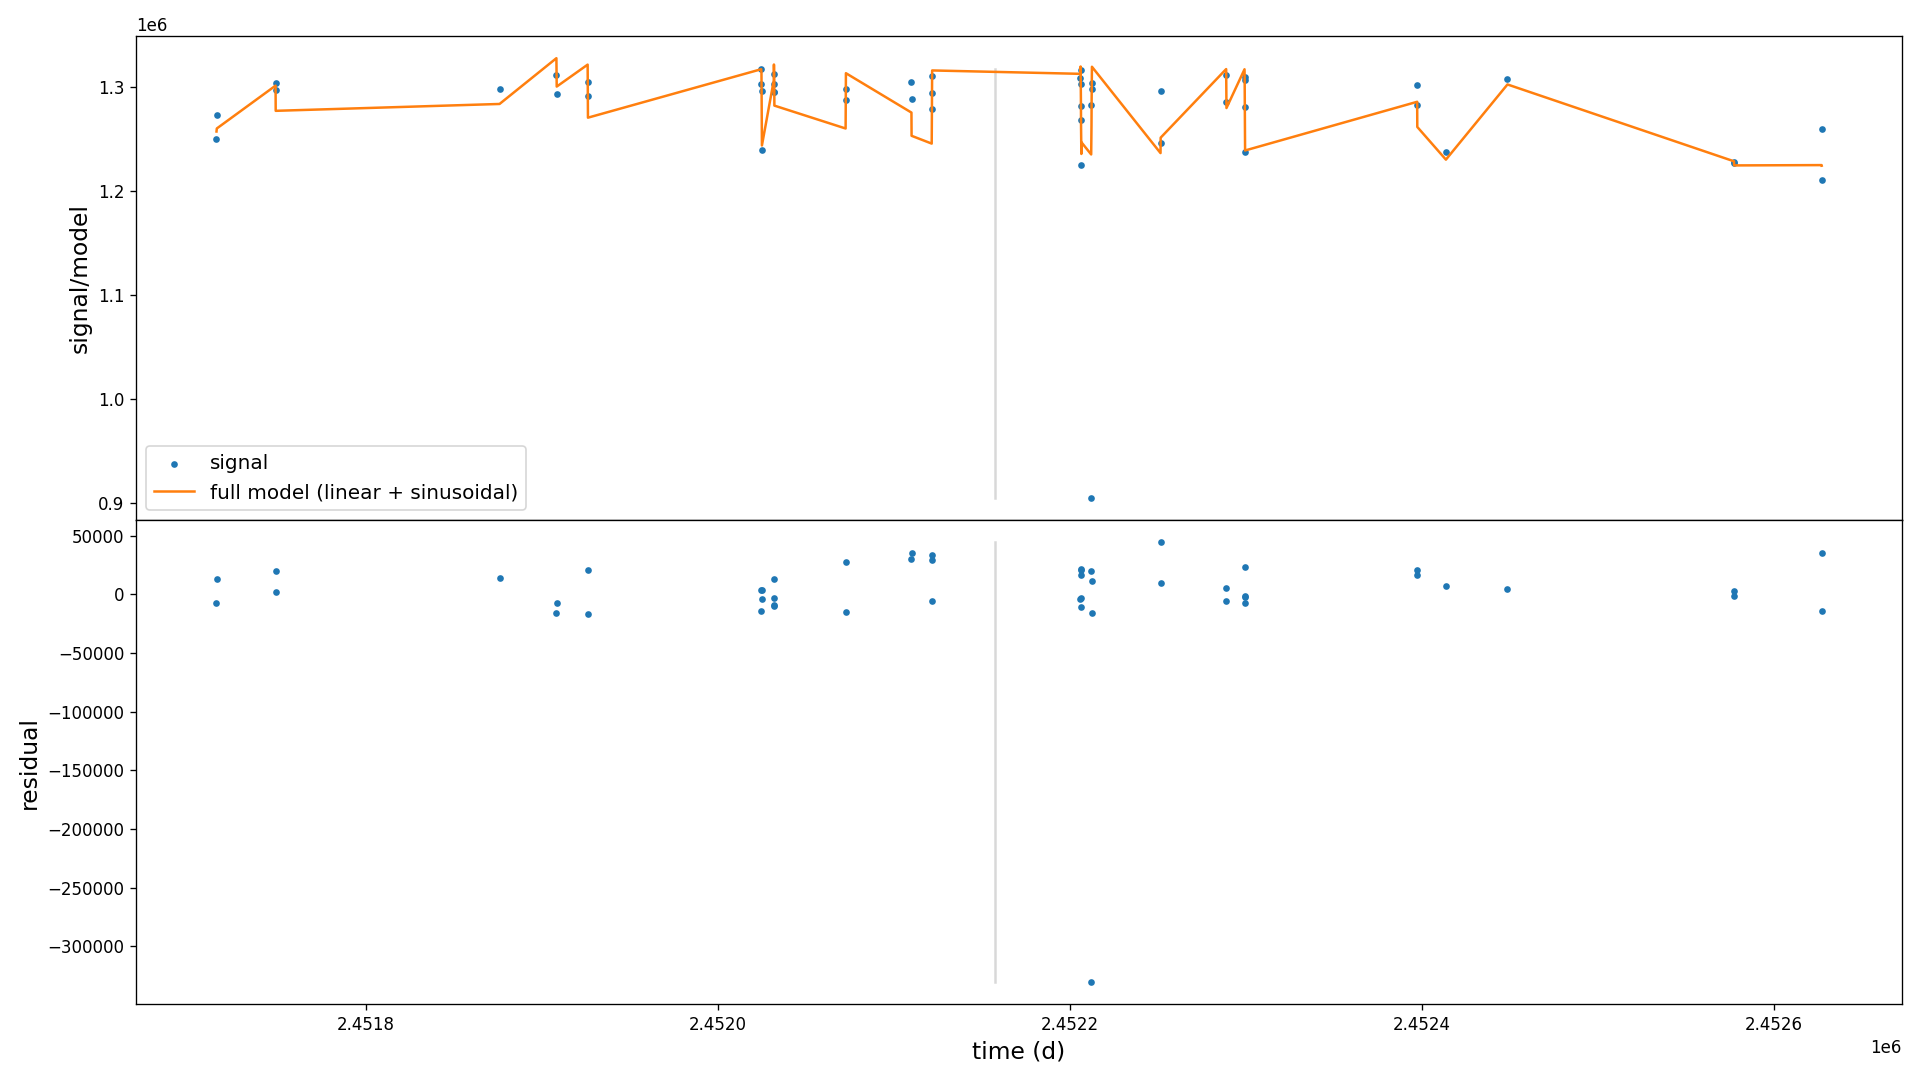 1e6
1.3
1.2
1.1
1.0
0.9
signal/model
signal
full model (linear + sinusoidal)
50000
0
−50000
−100000
−150000
−200000
−250000
−300000
residual
2.4518
2.4520
2.4522
2.4524
2.4526
1e6
time (d)